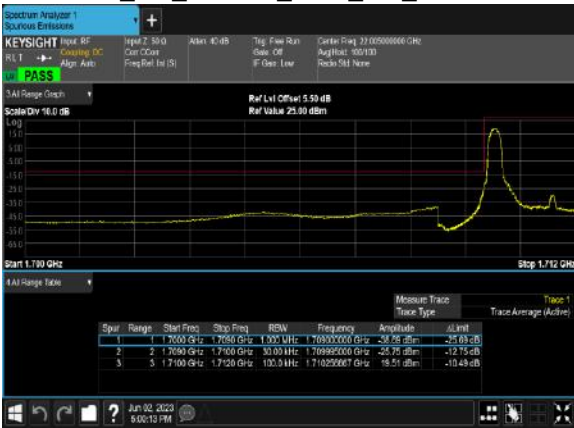 Spectrum Analyzer 1
Spurious Emissions
KEYSIGHT Input: RF
Coupling: DC
Align: Auto
RLT
PASS
Input Z: 50 Ω
Corr CCorr
Freq Ref: Int (S)
Atten: 40 dB
Trig: Free Run
Gate: Off
IF Gain: Low
Center Freq: 22.005000000 GHz
Avg|Hold: 100/100
Radio Std: None
3 All Range Graph
Scale/Div 10.0 dB
Ref Lvl Offset 5.50 dB
Ref Value 25.00 dBm
Log
15.0
5.00
-5.00
-15.0
-25.0
-35.0
-45.0
-55.0
-65.0
Start 1.700 GHz
Stop 1.712 GHz
4 All Range Table
Measure Trace Trace 1
Trace Type Trace Average (Active)
Spur Range Start Freq Stop Freq RBW Frequency Amplitude ΔLimit
1 1 1.7000 GHz 1.7090 GHz 1.000 MHz 1.709000000 GHz -38.69 dBm -25.69 dB
2 2 1.7090 GHz 1.7100 GHz 30.00 kHz 1.709995000 GHz -25.75 dBm -12.75 dB
3 3 1.7100 GHz 1.7120 GHz 100.0 kHz 1.710256667 GHz 19.51 dBm -10.49 dB
?
Jun 02, 2023
5:00:13 PM